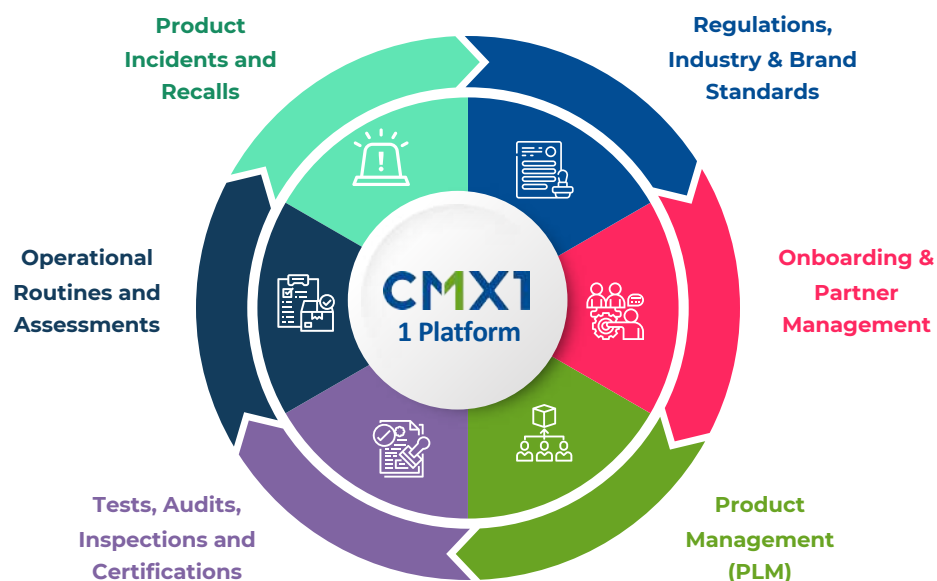 Product
Incidents and
Recalls
Regulations,
Industry & Brand
Standards
Operational
Routines and
Assessments
CMX1
1 Platform
Onboarding &
Partner
Management
Tests, Audits,
Inspections and
Certifications
Product
Management
(PLM)